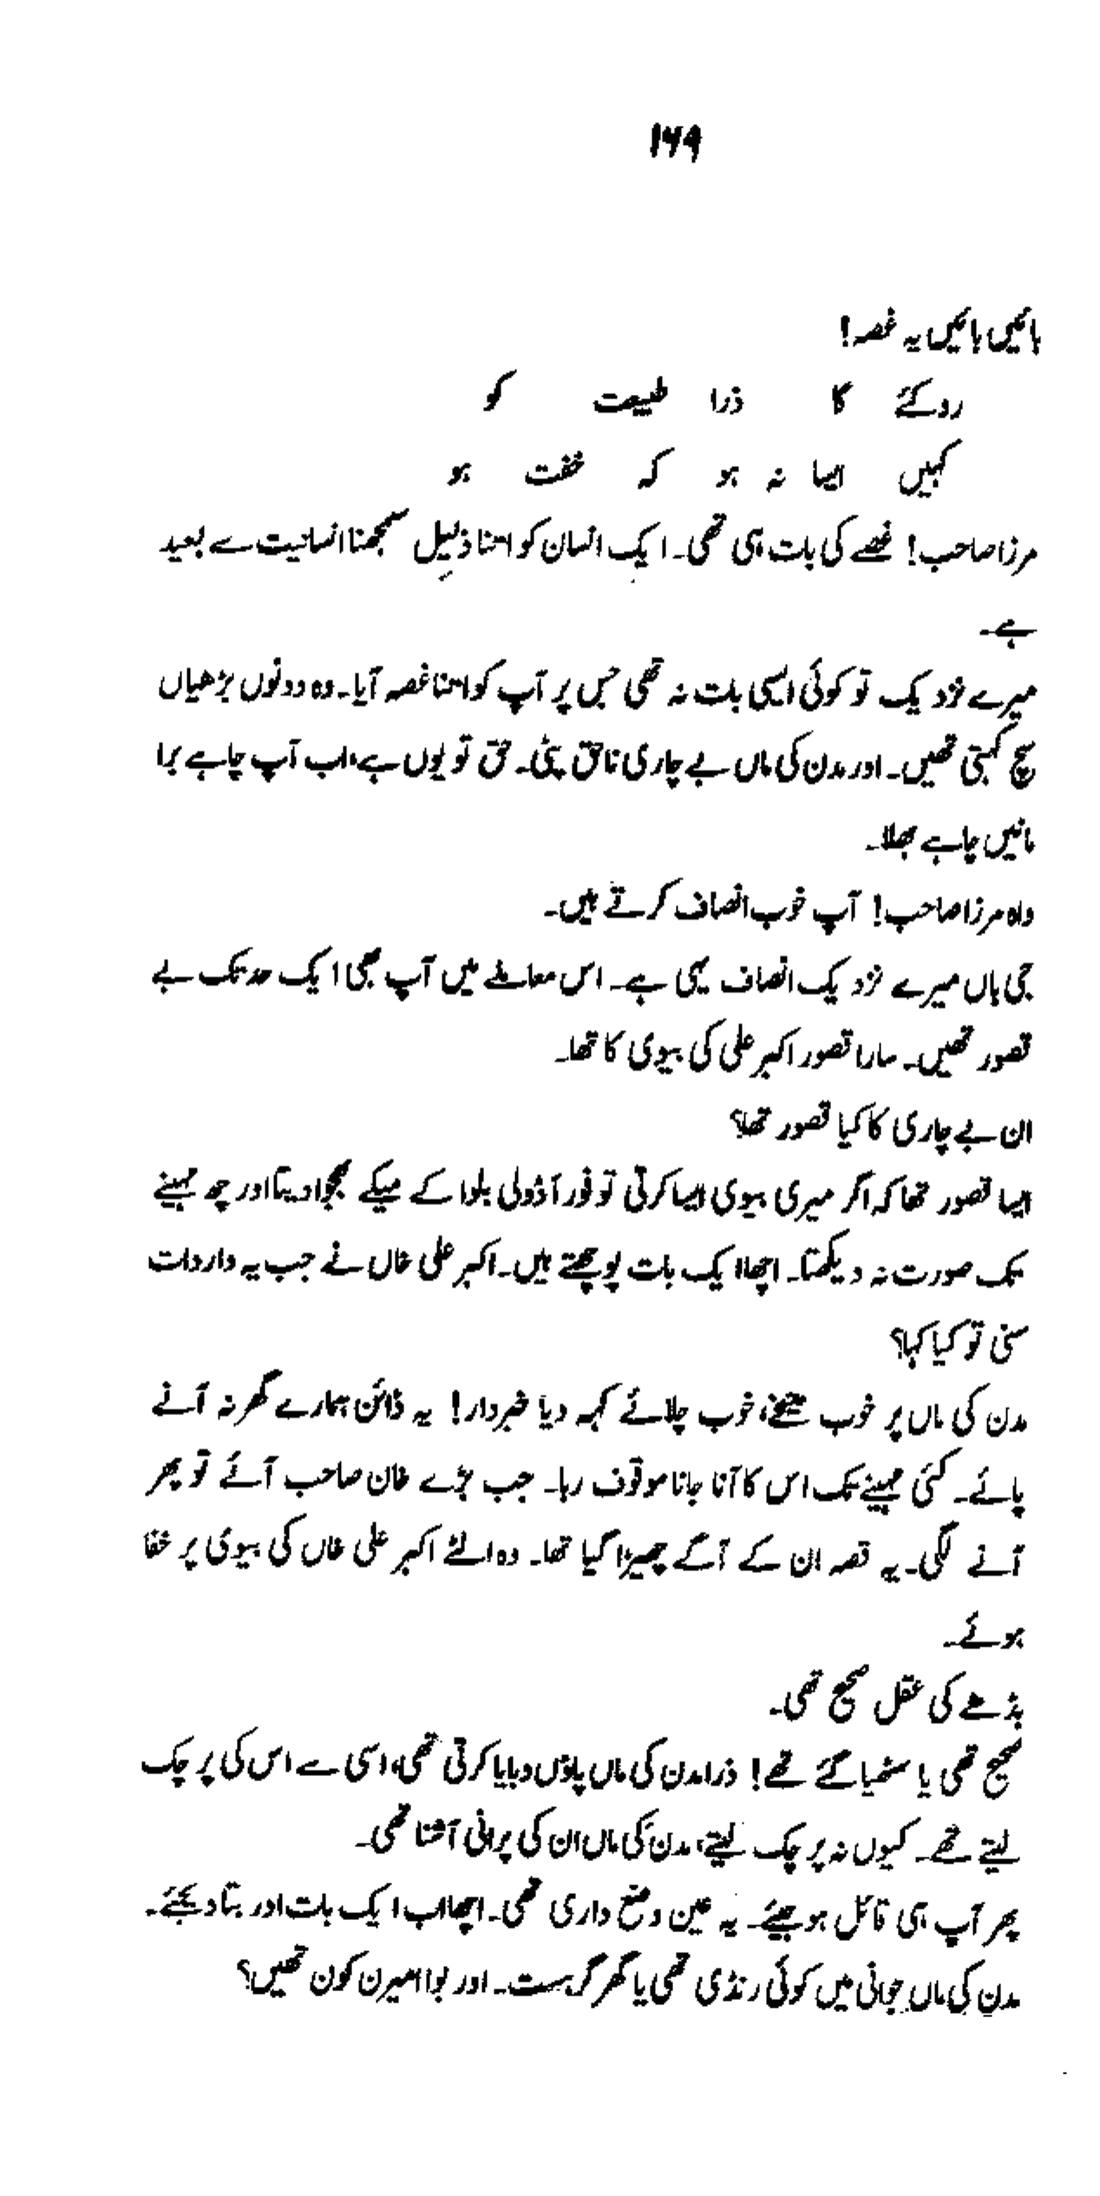 ۱۶۹
ہائیں ہائیں یہ غصہ!
روکئے کا ذرا طبیعت کو
کہیں ایسا نہ ہو کہ خفت ہو
مرزا صاحب! غصے کی بات ہی تھی۔ ایک انسان کو اتنا ذلیل سمجھنا انسانیت سے بعید
ہے۔
میرے نزدیک تو کوئی ایسی بات نہ تھی جس پر آپ کو اتنا غصہ آیا۔ وہ دونوں بڑھیاں
سچ کہتی تھیں۔ اور مدن کی ماں بے چاری ناحق پٹی۔ حق تو یوں ہے، اب آپ چاہے برا
مانیں چاہے بھلا۔
واہ مرزا صاحب! آپ خوب انصاف کرتے ہیں۔
جی ہاں میرے نزدیک انصاف یہی ہے۔ اس معاملے میں آپ بھی ایک حد تک بے
قصور تھیں۔ سارا قصور اکبر علی کی بیوی کا تھا۔
ان بے چاری کا کیا قصور تھا؟
ایسا قصور تھا کہ اگر میری بیوی ایسا کرتی تو فوراً ڈولی بلوا کے میکے بھجوا دیتا اور چھ مہینے
تک صورت نہ دیکھتا۔ اچھا ایک بات پوچھتے ہیں۔ اکبر علی خاں نے جب یہ واردات
سنی تو کیا کہا؟
مدن کی ماں پر خوب چیخے، خوب چلائے کہہ دیا خبردار! یہ ڈائن ہمارے گھر نہ آنے
پائے۔ کئی مہینے تک اس کا آنا جانا موقوف رہا۔ جب بڑے خان صاحب آئے تو پھر
آنے لگی۔ یہ قصہ ان کے آگے چھیڑا گیا تھا۔ وہ الٹے اکبر علی خاں کی بیوی پر خفا
ہوئے۔
بڈھے کی عقل صحیح تھی۔
صحیح تھی یا سٹھیا گئے تھے! ذرا مدن کی ماں پاؤں دبایا کرتی تھی، اسی سے اس کی پرچک
لیتے تھے۔ کیوں نہ پرچک لیتے، مدن کی ماں ان کی پرانی آشنا تھی۔
پھر آپ ہی قائل ہو جئیے۔ یہ عین وضع داری تھی۔ اچھا اب ایک بات اور بتا دیجئے۔
مدن کی ماں جوانی میں کوئی رنڈی تھی یا گھر گرہست۔ اور بوا امیرن کون تھیں؟